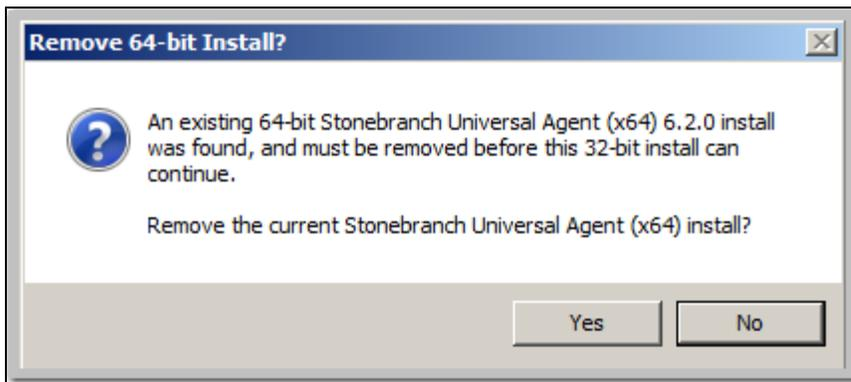 Remove 64-bit Install?
An existing 64-bit Stonebranch Universal Agent (x64) 6.2.0 install
was found, and must be removed before this 32-bit install can
continue.
Remove the current Stonebranch Universal Agent (x64) install?
Yes No